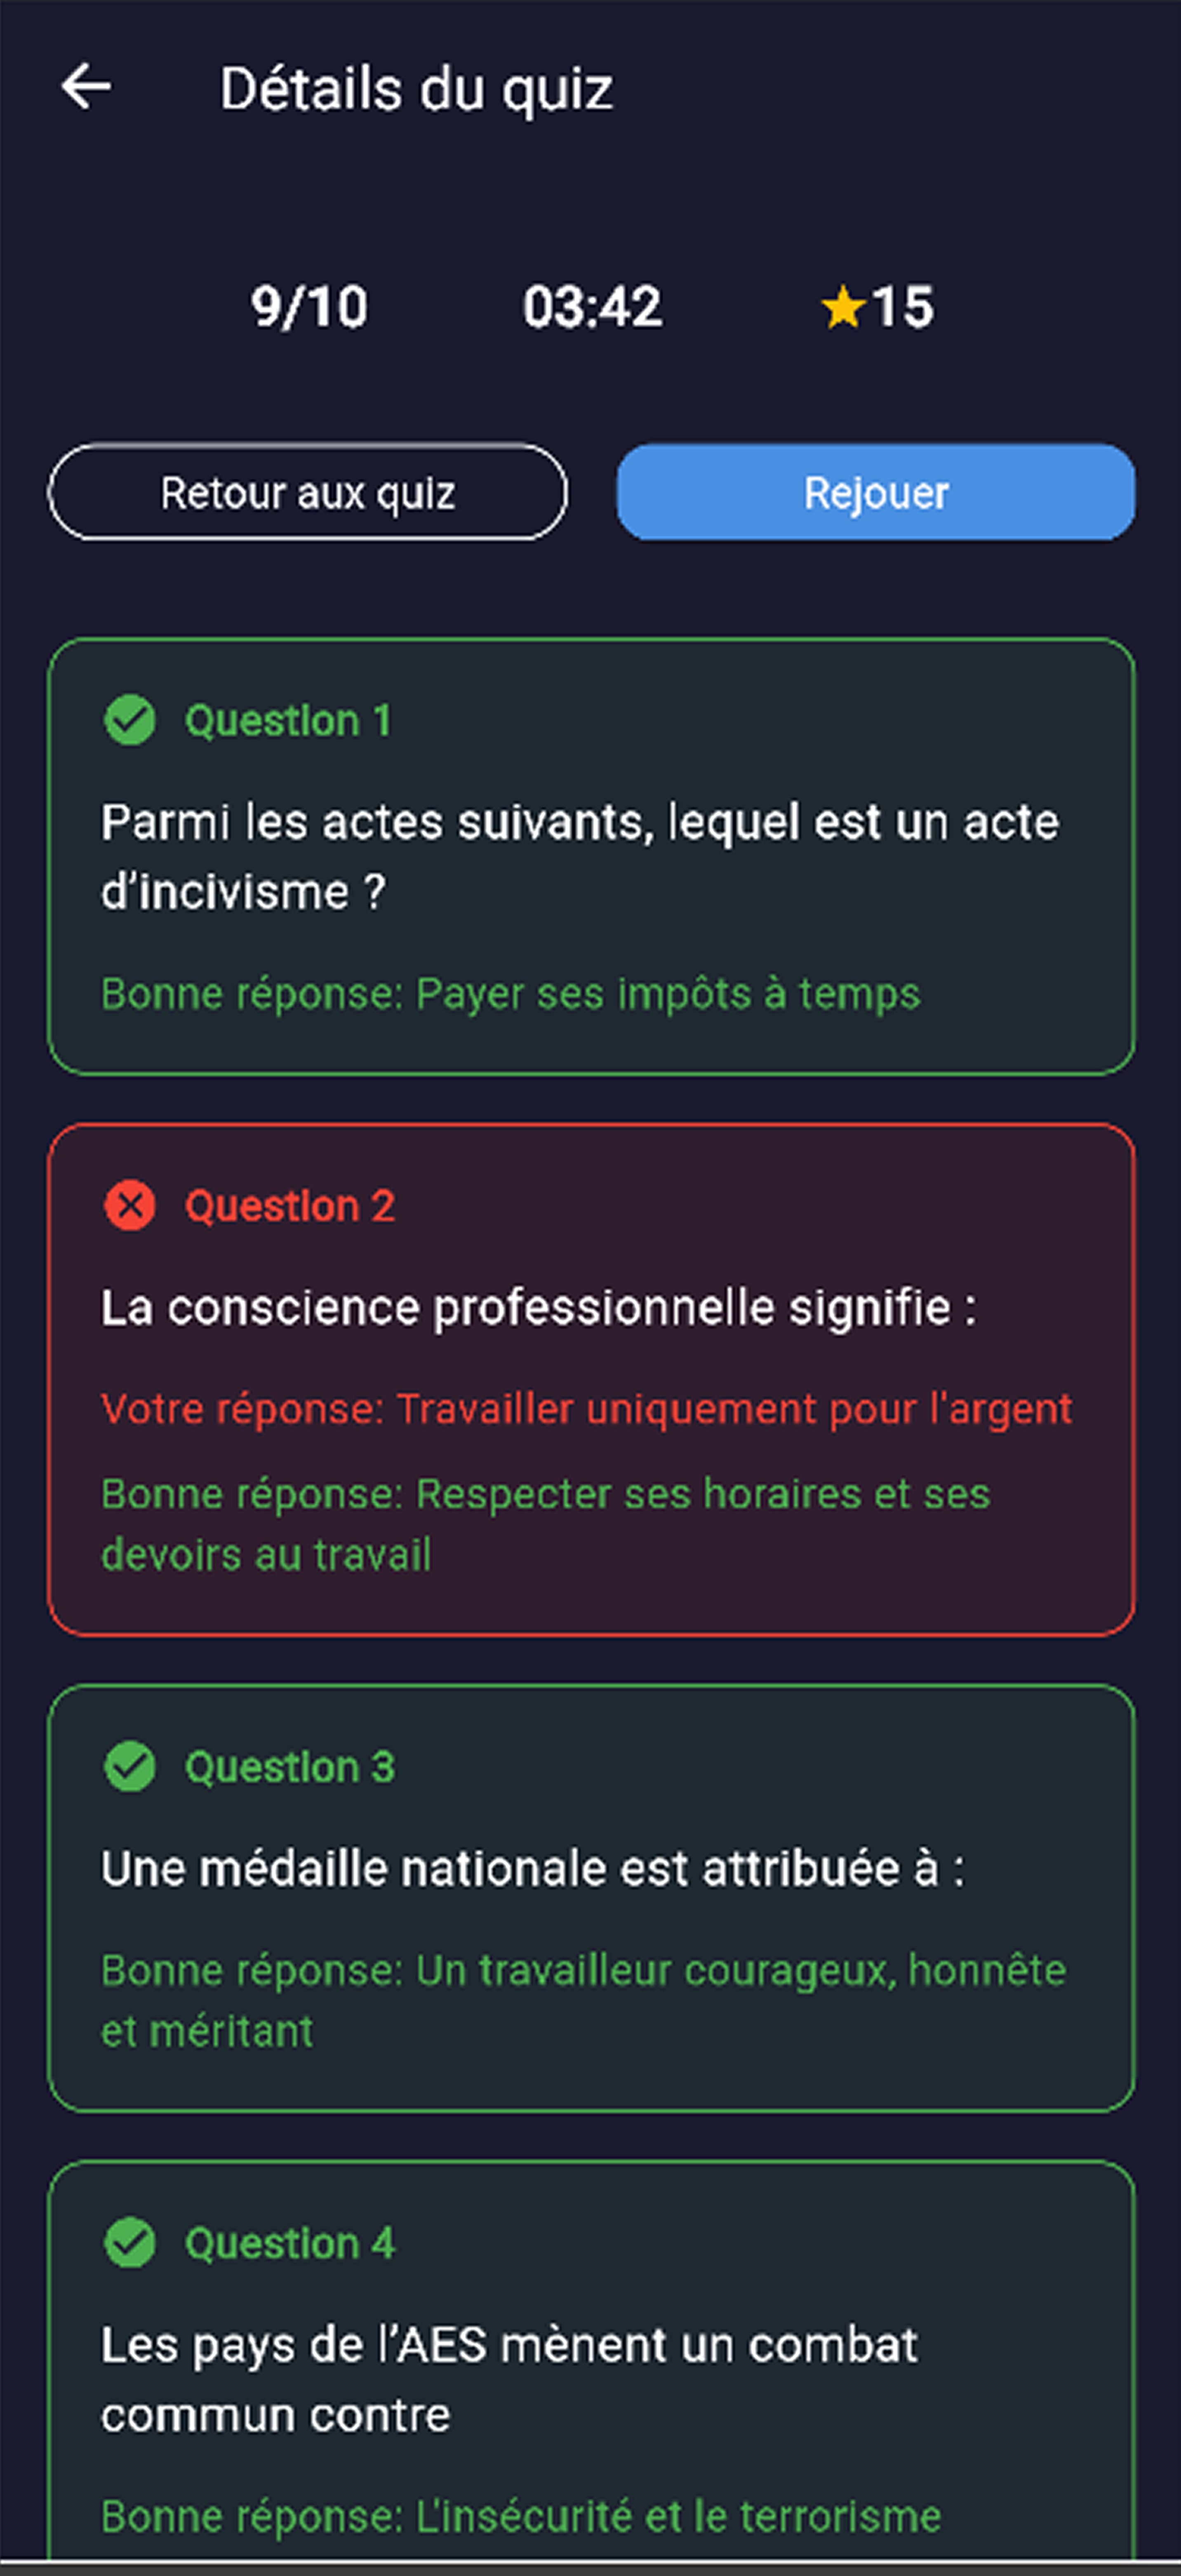 Détails du quiz
9/10 03:42 ★15
Retour aux quiz Rejouer
Question 1
Parmi les actes suivants, lequel est un acte
d’incivisme ?
Bonne réponse: Payer ses impôts à temps
Question 2
La conscience professionnelle signifie :
Votre réponse: Travailler uniquement pour l'argent
Bonne réponse: Respecter ses horaires et ses
devoirs au travail
Question 3
Une médaille nationale est attribuée à :
Bonne réponse: Un travailleur courageux, honnête
et méritant
Question 4
Les pays de l’AES mènent un combat
commun contre
Bonne réponse: L'insécurité et le terrorisme